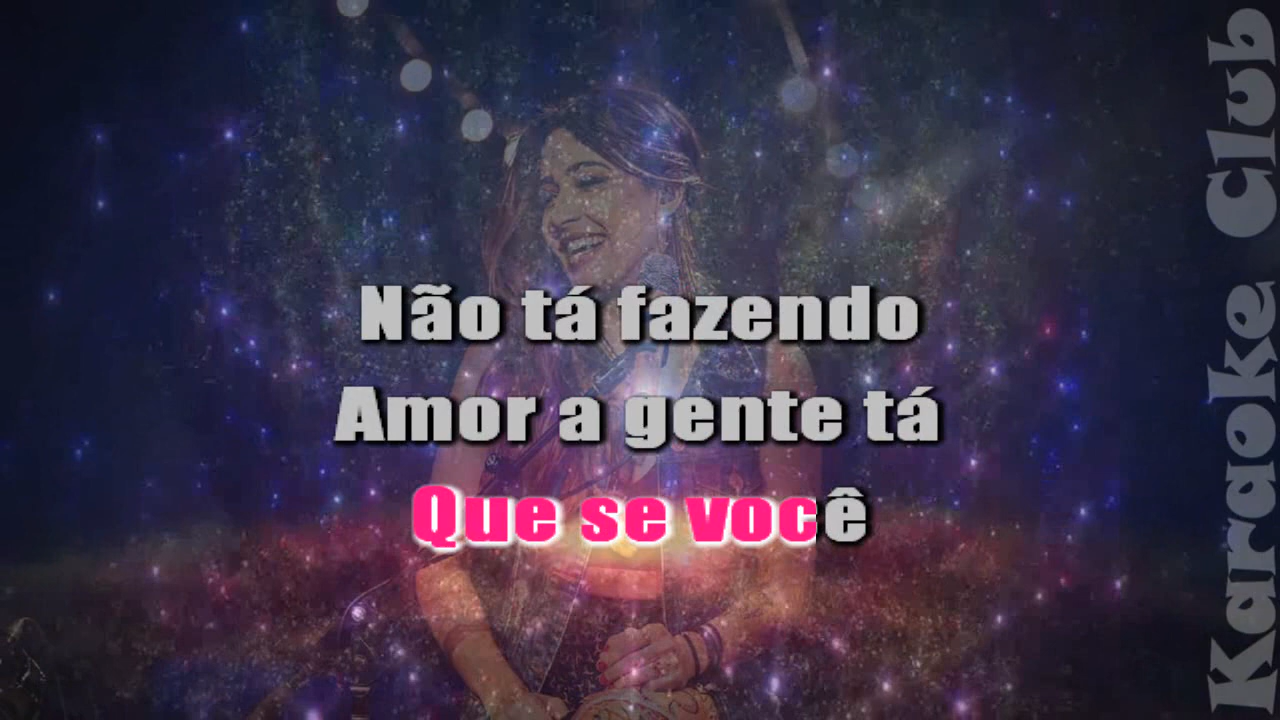 Não tá fazendo
Amor a gente tá
Que se você
Karaoke Club